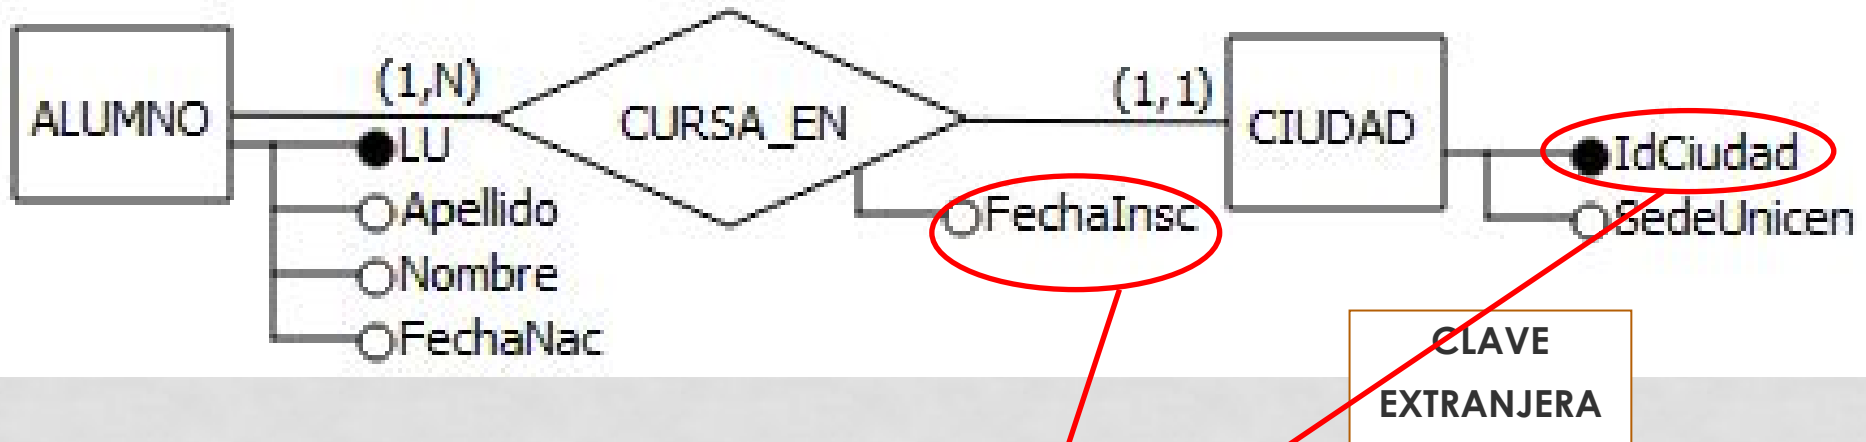 ALUMNO
(1,N)
CURSA_EN
(1,1)
CIUDAD
LU
Apellido
Nombre
FechaNac
FechaInsc
IdCiudad
SedeUnicen
CLAVE
EXTRANJERA